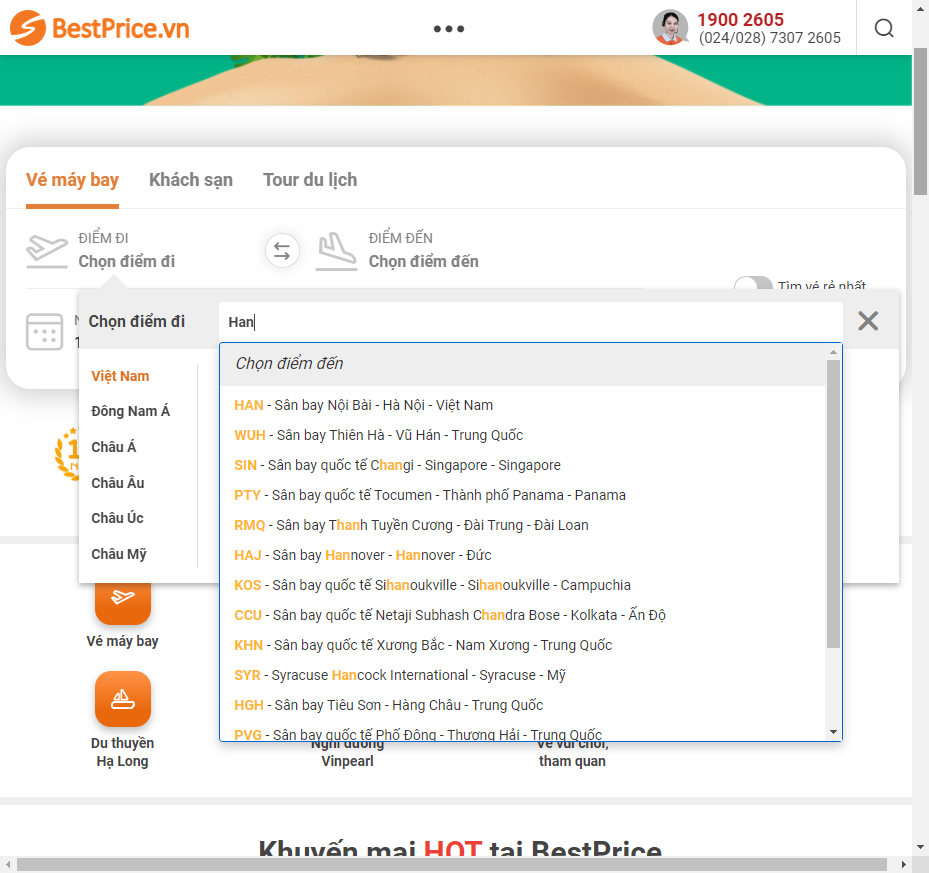 BestPrice.vn
1900 2605
(024/028) 7307 2605
Vé máy bay
Khách sạn
Tour du lịch
ĐIỂM ĐI
Chọn điểm đi
ĐIỂM ĐẾN
Chọn điểm đến
Tìm vé rẻ nhất
Chọn điểm đi
Han
Việt Nam
Đông Nam Á
Châu Á
Châu Âu
Châu Úc
Châu Mỹ
Chọn điểm đến
HAN - Sân bay Nội Bài - Hà Nội - Việt Nam
WUH - Sân bay Thiên Hà - Vũ Hán - Trung Quốc
SIN - Sân bay quốc tế Changi - Singapore - Singapore
PTY - Sân bay quốc tế Tocumen - Thành phố Panama - Panama
RMQ - Sân bay Thanh Tuyền Cương - Đài Trung - Đài Loan
HAJ - Sân bay Hannover - Hannover - Đức
KOS - Sân bay quốc tế Sihanoukville - Sihanoukville - Campuchia
CCU - Sân bay quốc tế Netaji Subhash Chandra Bose - Kolkata - Ấn Độ
KHN - Sân bay quốc tế Xương Bắc - Nam Xương - Trung Quốc
SYR - Syracuse Hancock International - Syracuse - Mỹ
HGH - Sân bay Tiêu Sơn - Hàng Châu - Trung Quốc
PVG - Sân bay quốc tế Phố Đông - Thượng Hải - Trung Quốc
Vé máy bay
Du thuyền
Hạ Long
Nghỉ dưỡng
Vinpearl
Vé vui chơi,
tham quan
Khuyến mại HOT tại BestPrice